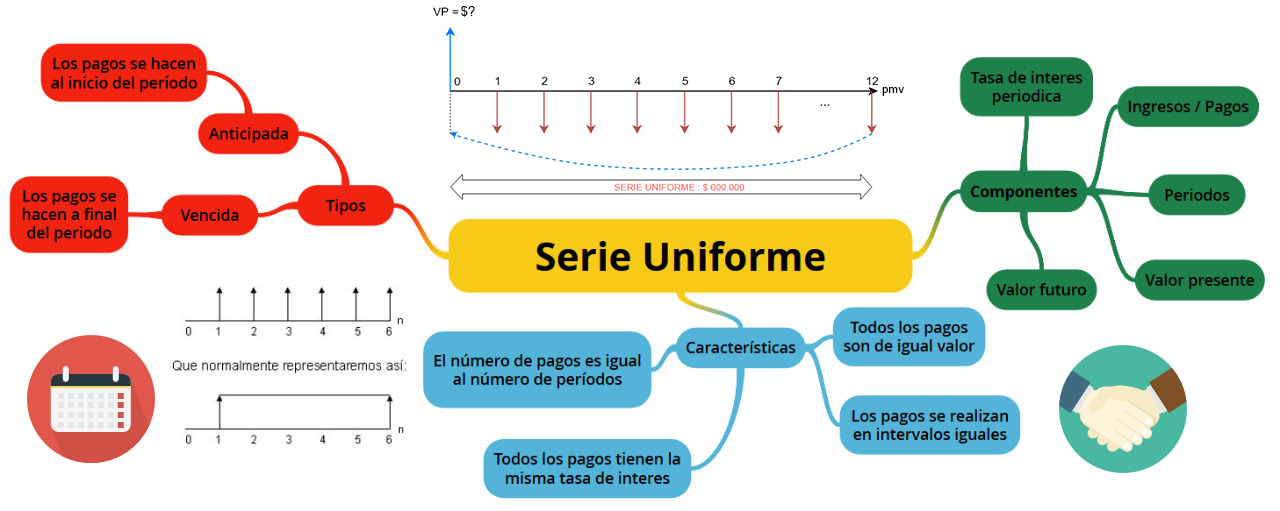 VP = $?
0 1 2 3 4 5 6 7 ... 12 pmv
SERIE UNIFORME : $ 600.000
Serie Uniforme
Tipos
Anticipada
Los pagos se hacen
al inicio del período
Vencida
Los pagos se
hacen a final
del periodo
0 1 2 3 4 5 6 n
Que normalmente representaremos así:
0 1 2 3 4 5 6 n
Características
El número de pagos es igual
al número de períodos
Todos los pagos
son de igual valor
Los pagos se realizan
en intervalos iguales
Todos los pagos tienen la
misma tasa de interes
Componentes
Tasa de interes
periodica
Ingresos / Pagos
Periodos
Valor presente
Valor futuro